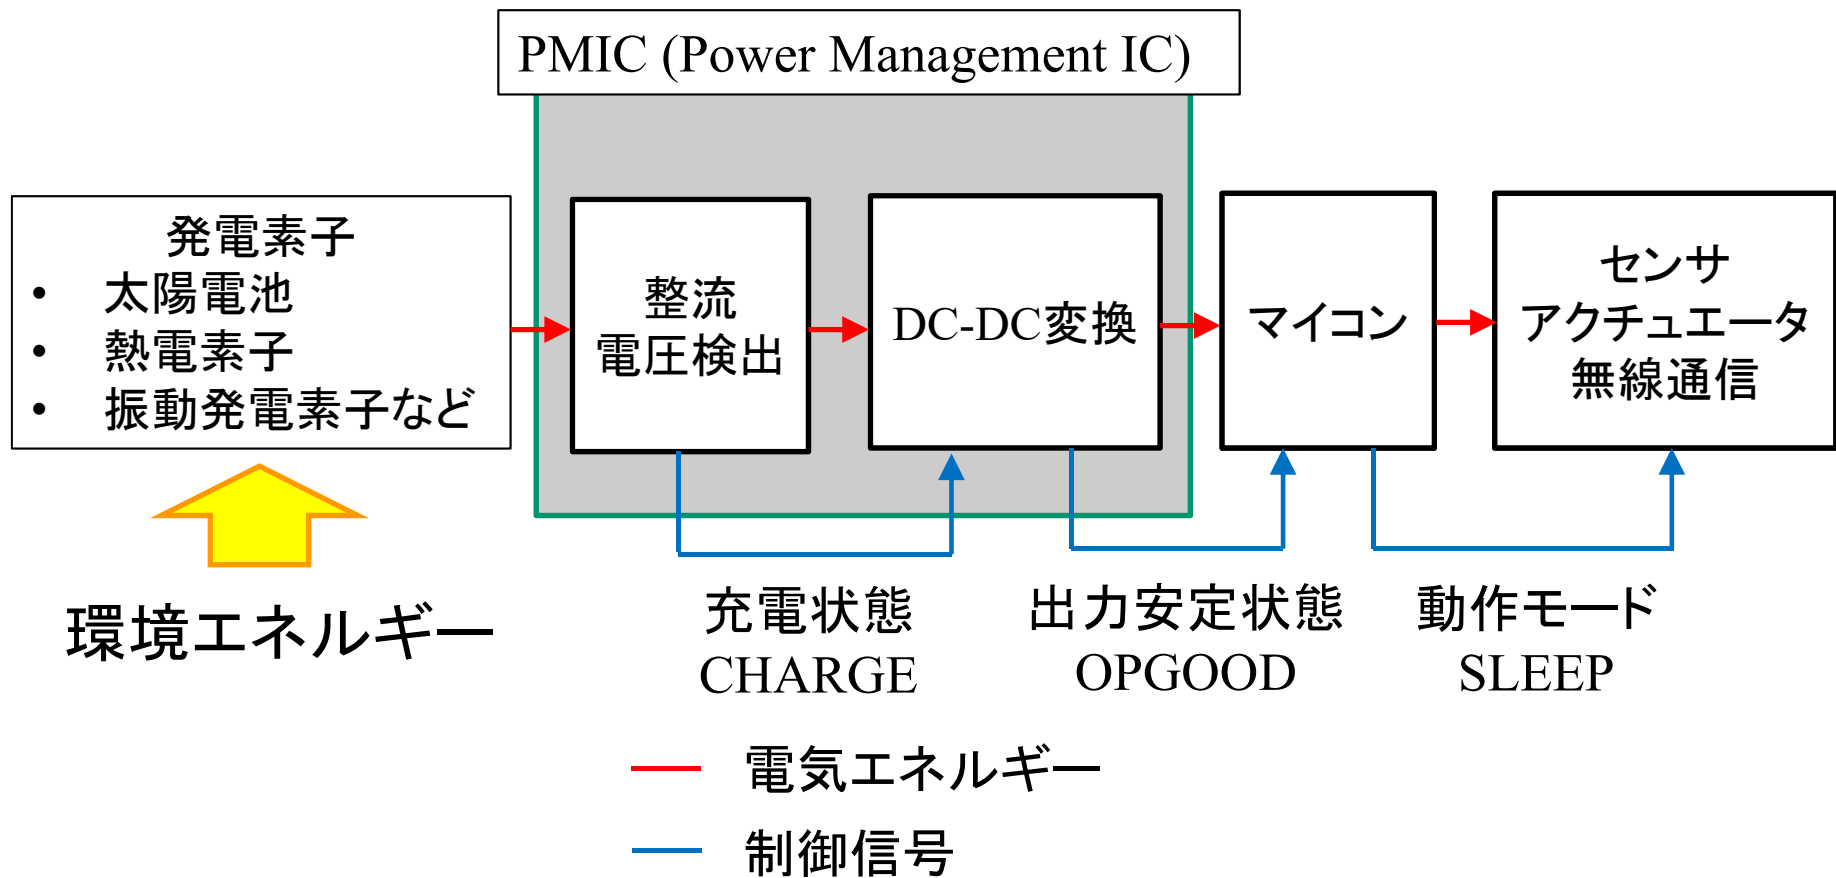 PMIC (Power Management IC)
発電素子
• 太陽電池
• 熱電素子
• 振動発電素子など
整流
電圧検出
DC-DC変換
マイコン
センサ
アクチュエータ
無線通信
環境エネルギー
充電状態
CHARGE
出力安定状態
OPGOOD
動作モード
SLEEP
電気エネルギー
制御信号